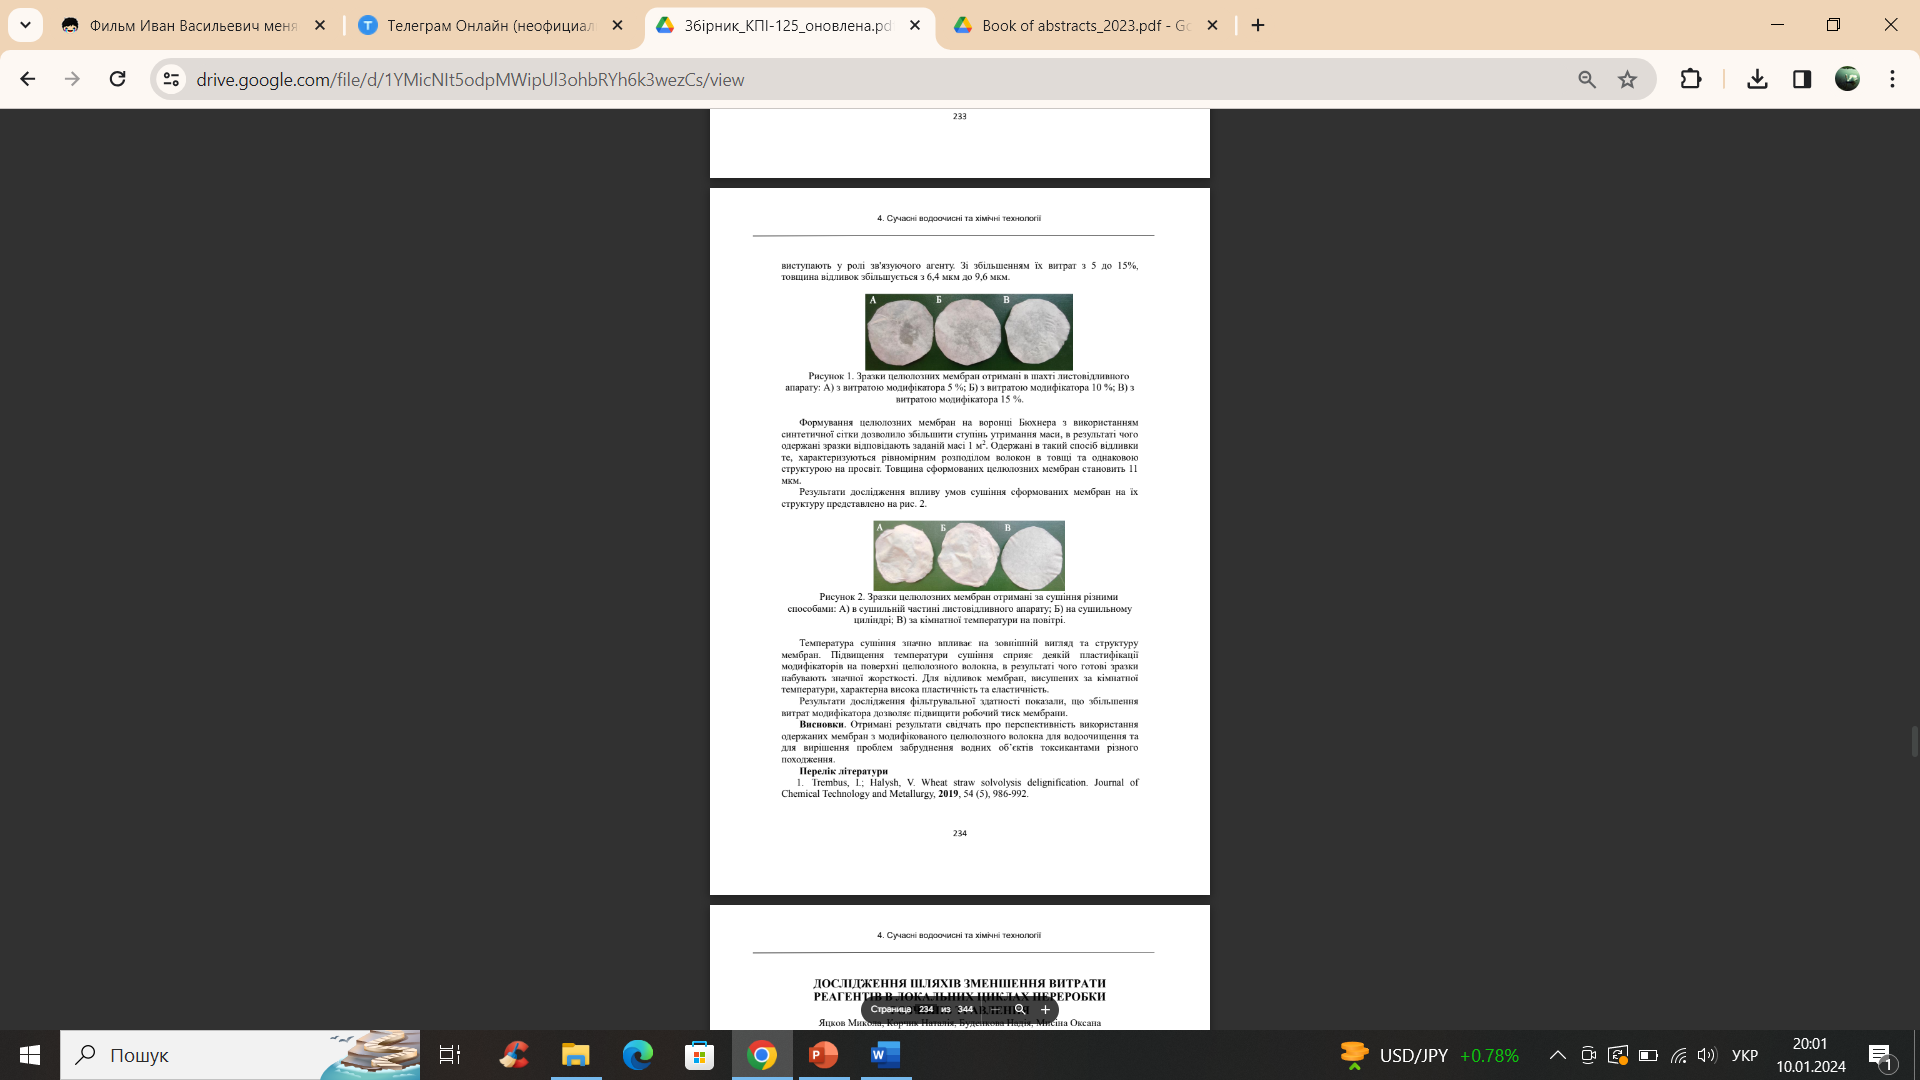 Фильм Иван Васильевич меня
Телеграм Онлайн (неофициал
Збірник_КПІ-125_оновлена.pd
Book of abstracts_2023.pdf - Go
drive.google.com/file/d/1YMicNIt5odpMWipUl3ohbRYh6k3wezCs/view
233
4. Сучасні водоочисні та хімічні технології
виступають у ролі зв'язуючого агенту. Зі збільшенням їх витрат з 5 до 15%,
товщина відливок збільшується з 6,4 мкм до 9,6 мкм.
А Б В
Рисунок 1. Зразки целюлозних мембран отримані в шахті листовідливного
апарату: А) з витратою модифікатора 5 %; Б) з витратою модифікатора 10 %; В) з
витратою модифікатора 15 %.
Формування целюлозних мембран на воронці Бюхнера з використанням
синтетичної сітки дозволило збільшити ступінь утримання маси, в результаті чого
одержані зразки відповідають заданій масі 1 м². Одержані в такий спосіб відливки
те, характеризуються рівномірним розподілом волокон в товщі та однаковою
структурою на просвіт. Товщина сформованих целюлозних мембран становить 11
мкм.
Результати дослідження впливу умов сушіння сформованих мембран на їх
структуру представлено на рис. 2.
А Б В
Рисунок 2. Зразки целюлозних мембран отримані за сушіння різними
способами: А) в сушильній частині листовідливного апарату; Б) на сушильному
циліндрі; В) за кімнатної температури на повітрі.
Температура сушіння значно впливає на зовнішній вигляд та структуру
мембран. Підвищення температури сушіння сприяє деякій пластифікації
модифікаторів на поверхні целюлозного волокна, в результаті чого готові зразки
набувають значної жорсткості. Для відливок мембран, висушених за кімнатної
температури, характерна висока пластичність та еластичність.
Результати дослідження фільтрувальної здатності показали, що збільшення
витрат модифікатора дозволяє підвищити робочий тиск мембрани.
Висновки. Отримані результати свідчать про перспективність використання
одержаних мембран з модифікованого целюлозного волокна для водоочищення та
для вирішення проблем забруднення водних об’єктів токсикантами різного
походження.
Перелік літератури
1. Trembus, I.; Halysh, V. Wheat straw solvolysis delignification. Journal of
Chemical Technology and Metallurgy, 2019, 54 (5), 986-992.
234
4. Сучасні водоочисні та хімічні технології
ДОСЛІДЖЕННЯ ШЛЯХІВ ЗМЕНШЕННЯ ВИТРАТИ
РЕАГЕНТІВ В ЛОКАЛЬНИХ ЦИКЛАХ ПЕРЕРОБКИ
Страница 234 из 344
Яцков Микола, Корчик Наталія, Буденкова Надія, Мисіна Оксана
Пошук
USD/JPY +0.78%
УКР
20:01
10.01.2024
1